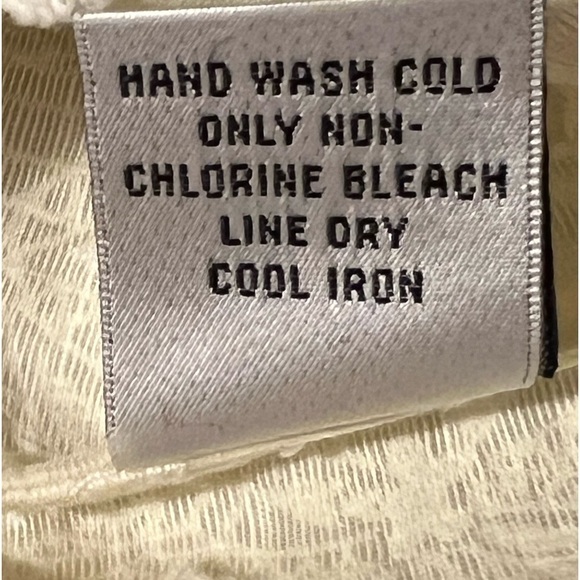 HAND WASH COLD
ONLY NON-
CHLORINE BLEACH
LINE DRY
COOL IRON